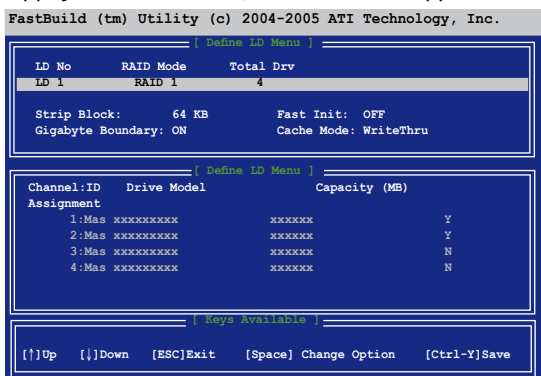 FastBuild (tm) Utility (c) 2004-2005 ATI Technology, Inc.
[ Define LD Menu ]
LD No RAID Mode Total Drv
LD 1 RAID 1 4
Strip Block: 64 KB Fast Init: OFF
Gigabyte Boundary: ON Cache Mode: WriteThru
[ Define LD Menu ]
Channel:ID Drive Model Capacity (MB)
Assignment
1:Mas xxxxxxxxx xxxxxx Y
2:Mas xxxxxxxxx xxxxxx Y
3:Mas xxxxxxxxx xxxxxx N
4:Mas xxxxxxxxx xxxxxx N
[ Keys Available ]
[↑]Up [↓]Down [ESC]Exit [Space] Change Option [Ctrl-Y]Save